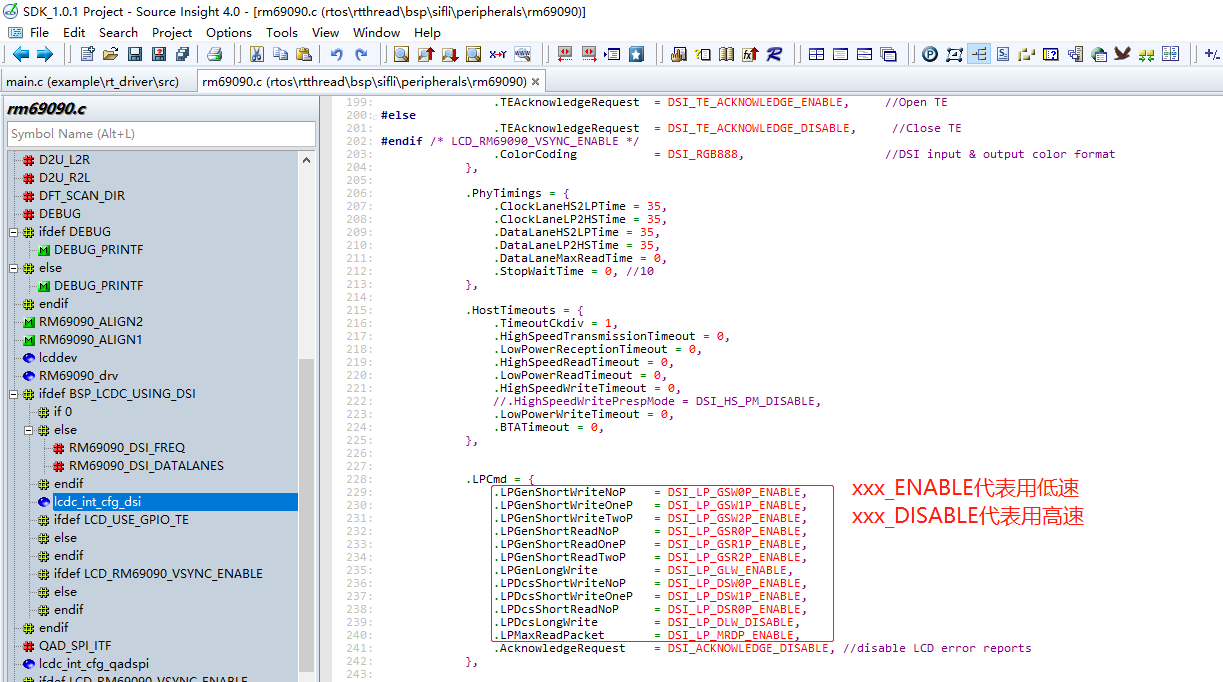 SDK_1.0.1 Project - Source Insight 4.0 - [rm69090.c (rtos\rtthread\bsp\sifli\peripherals\rm69090)]
File Edit Search Project Options Tools View Window Help
main.c (example\rt_driver\src) rm69090.c (rtos\rtthread\bsp\sifli\peripherals\rm69090)
rm69090.c
Symbol Name (Alt+L)
D2U_L2R
D2U_R2L
DFT_SCAN_DIR
DEBUG
ifdef DEBUG
DEBUG_PRINTF
else
DEBUG_PRINTF
endif
RM69090_ALIGN2
RM69090_ALIGN1
lcddev
RM69090_drv
ifdef BSP_LCDC_USING_DSI
if 0
else
RM69090_DSI_FREQ
RM69090_DSI_DATALANES
endif
lcdc_int_cfg_dsi
ifdef LCD_USE_GPIO_TE
else
endif
ifdef LCD_RM69090_VSYNC_ENABLE
else
endif
endif
QAD_SPI_ITF
lcdc_int_cfg_qadspi
ifdef LCD_RM69090_VSYNC_ENABLE
199: .TEAcknowledgeRequest = DSI_TE_ACKNOWLEDGE_ENABLE, //Open TE
200: #else
201: .TEAcknowledgeRequest = DSI_TE_ACKNOWLEDGE_DISABLE, //Close TE
202: #endif /* LCD_RM69090_VSYNC_ENABLE */
203: .ColorCoding = DSI_RGB888, //DSI input & output color format
204: },
205:
206: .PhyTimings = {
207: .ClockLaneHS2LPTime = 35,
208: .ClockLaneLP2HSTime = 35,
209: .DataLaneHS2LPTime = 35,
210: .DataLaneLP2HSTime = 35,
211: .DataLaneMaxReadTime = 0,
212: .StopWaitTime = 0, //10
213: },
214:
215: .HostTimeouts = {
216: .TimeoutCkdiv = 1,
217: .HighSpeedTransmissionTimeout = 0,
218: .LowPowerReceptionTimeout = 0,
219: .HighSpeedReadTimeout = 0,
220: .LowPowerReadTimeout = 0,
221: .HighSpeedWriteTimeout = 0,
222: //.HighSpeedWritePrespMode = DSI_HS_PM_DISABLE,
223: .LowPowerWriteTimeout = 0,
224: .BTATimeout = 0,
225: },
226:
227:
228: .LPCmd = {
229: .LPGenShortWriteNoP = DSI_LP_GSW0P_ENABLE,
230: .LPGenShortWriteOneP = DSI_LP_GSW1P_ENABLE,
231: .LPGenShortWriteTwoP = DSI_LP_GSW2P_ENABLE,
232: .LPGenShortReadNoP = DSI_LP_GSR0P_ENABLE,
233: .LPGenShortReadOneP = DSI_LP_GSR1P_ENABLE,
234: .LPGenShortReadTwoP = DSI_LP_GSR2P_ENABLE,
235: .LPGenLongWrite = DSI_LP_GLW_ENABLE,
236: .LPDcsShortWriteNoP = DSI_LP_DSW0P_ENABLE,
237: .LPDcsShortWriteOneP = DSI_LP_DSW1P_ENABLE,
238: .LPDcsShortReadNoP = DSI_LP_DSR0P_ENABLE,
239: .LPDcsLongWrite = DSI_LP_DLW_DISABLE,
240: .LPMaxReadPacket = DSI_LP_MRDP_ENABLE,
241: .AcknowledgeRequest = DSI_ACKNOWLEDGE_DISABLE, //disable LCD error reports
242: },
243:
xxx_ENABLE代表用低速
xxx_DISABLE代表用高速